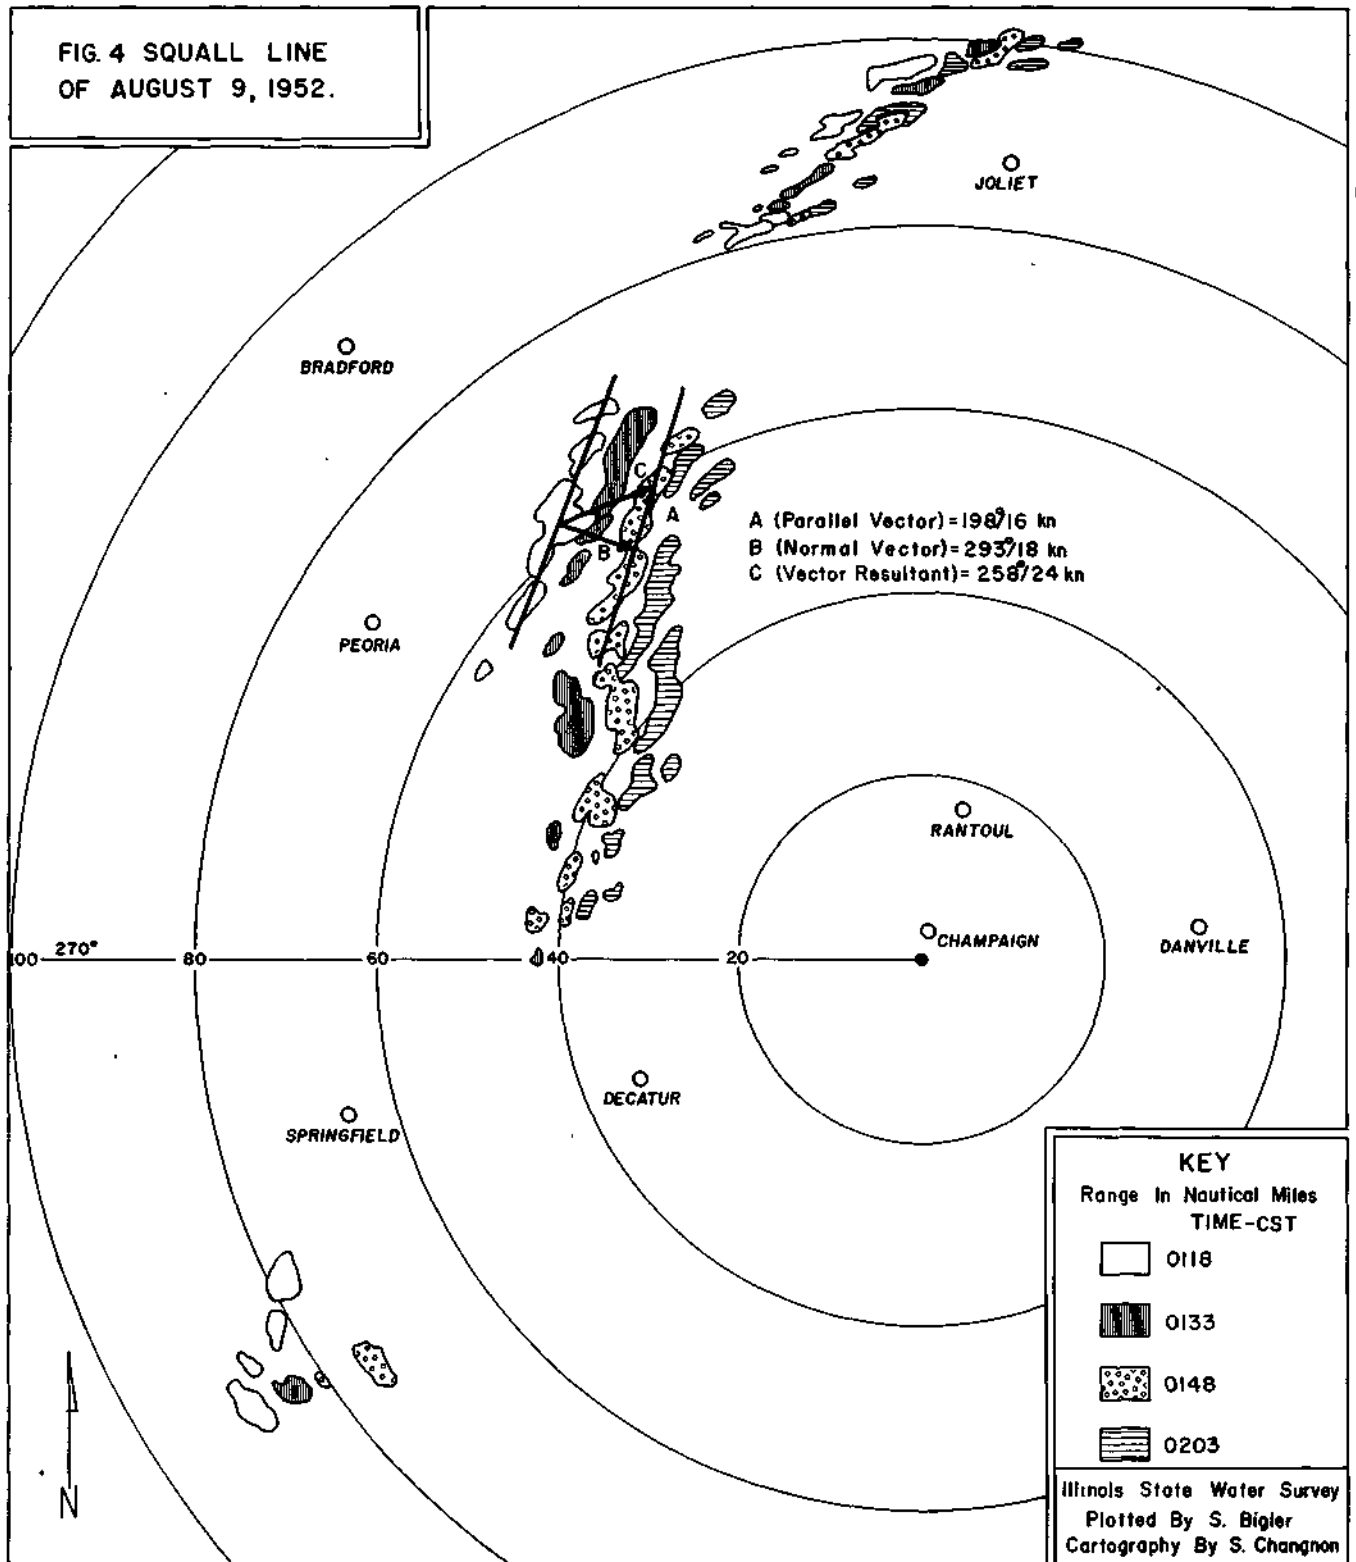 FIG. 4 SQUALL LINE
OF AUGUST 9, 1952.
JOLIET
BRADFORD
C
A
B
A (Parallel Vector)=198°/16 kn
B (Normal Vector)=293°/18 kn
C (Vector Resultant)=258°/24 kn
PEORIA
RANTOUL
CHAMPAIGN
DANVILLE
100 270° 80 60 40 20
DECATUR
SPRINGFIELD
KEY
Range In Nautical Miles
TIME-CST
0118
0133
0148
0203
N
Illinois State Water Survey
Plotted By S. Bigler
Cartography By S. Changnon